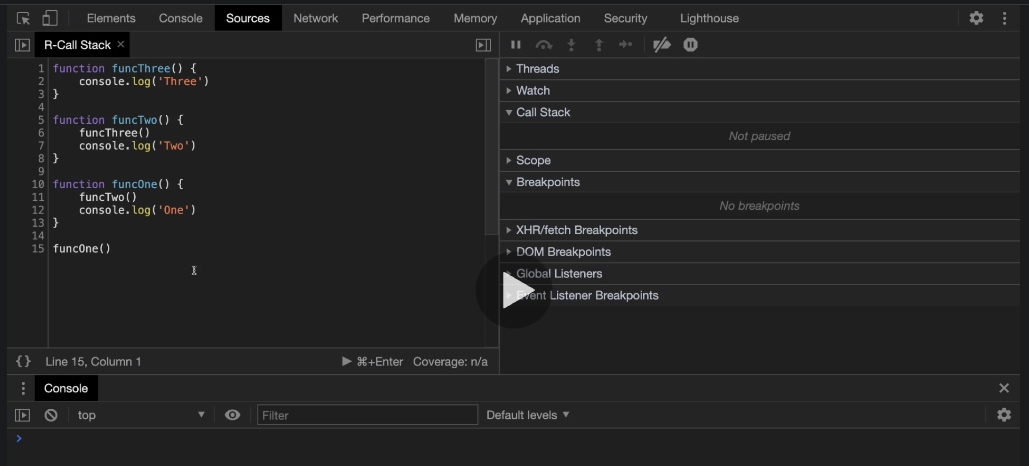 Elements Console Sources Network Performance Memory Application Security Lighthouse
R-Call Stack ×
1 function funcThree() {
2     console.log('Three')
3 }
4
5 function funcTwo() {
6     funcThree()
7     console.log('Two')
8 }
9
10 function funcOne() {
11     funcTwo()
12     console.log('One')
13 }
14
15 funcOne()
{} Line 15, Column 1 ⌘+Enter Coverage: n/a
Threads
Watch
Call Stack
Not paused
Scope
Breakpoints
No breakpoints
XHR/fetch Breakpoints
DOM Breakpoints
Global Listeners
Event Listener Breakpoints
Console
top Filter Default levels